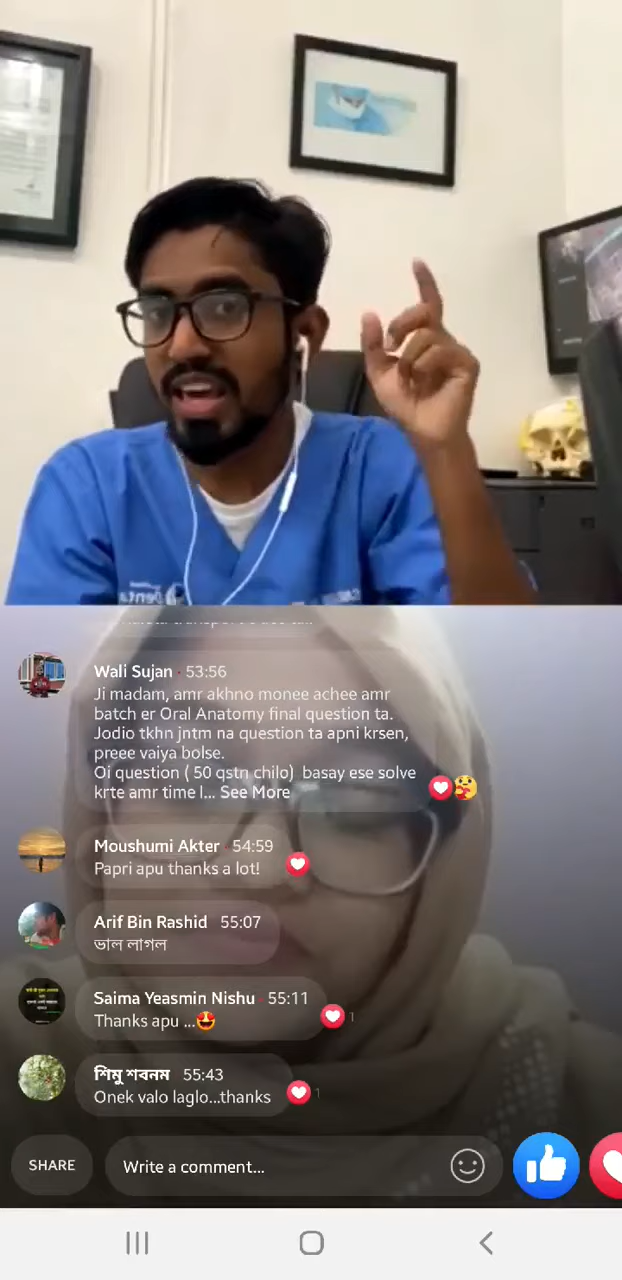 Wali Sujan · 53:56
Ji madam, amr akhno monee achee amr
batch er Oral Anatomy final question ta.
Jodio tkhn jntm na question ta apni krsen,
preee vaiya bolse.
Oi question ( 50 qstn chilo) basay ese solve
krte amr time l... See More
Moushumi Akter · 54:59
Papri apu thanks a lot!
Arif Bin Rashid 55:07
ভাল লাগল
Saima Yeasmin Nishu · 55:11
Thanks apu ...😍
1
শিমু শবনম 55:43
Onek valo laglo...thanks
1
SHARE
Write a comment...